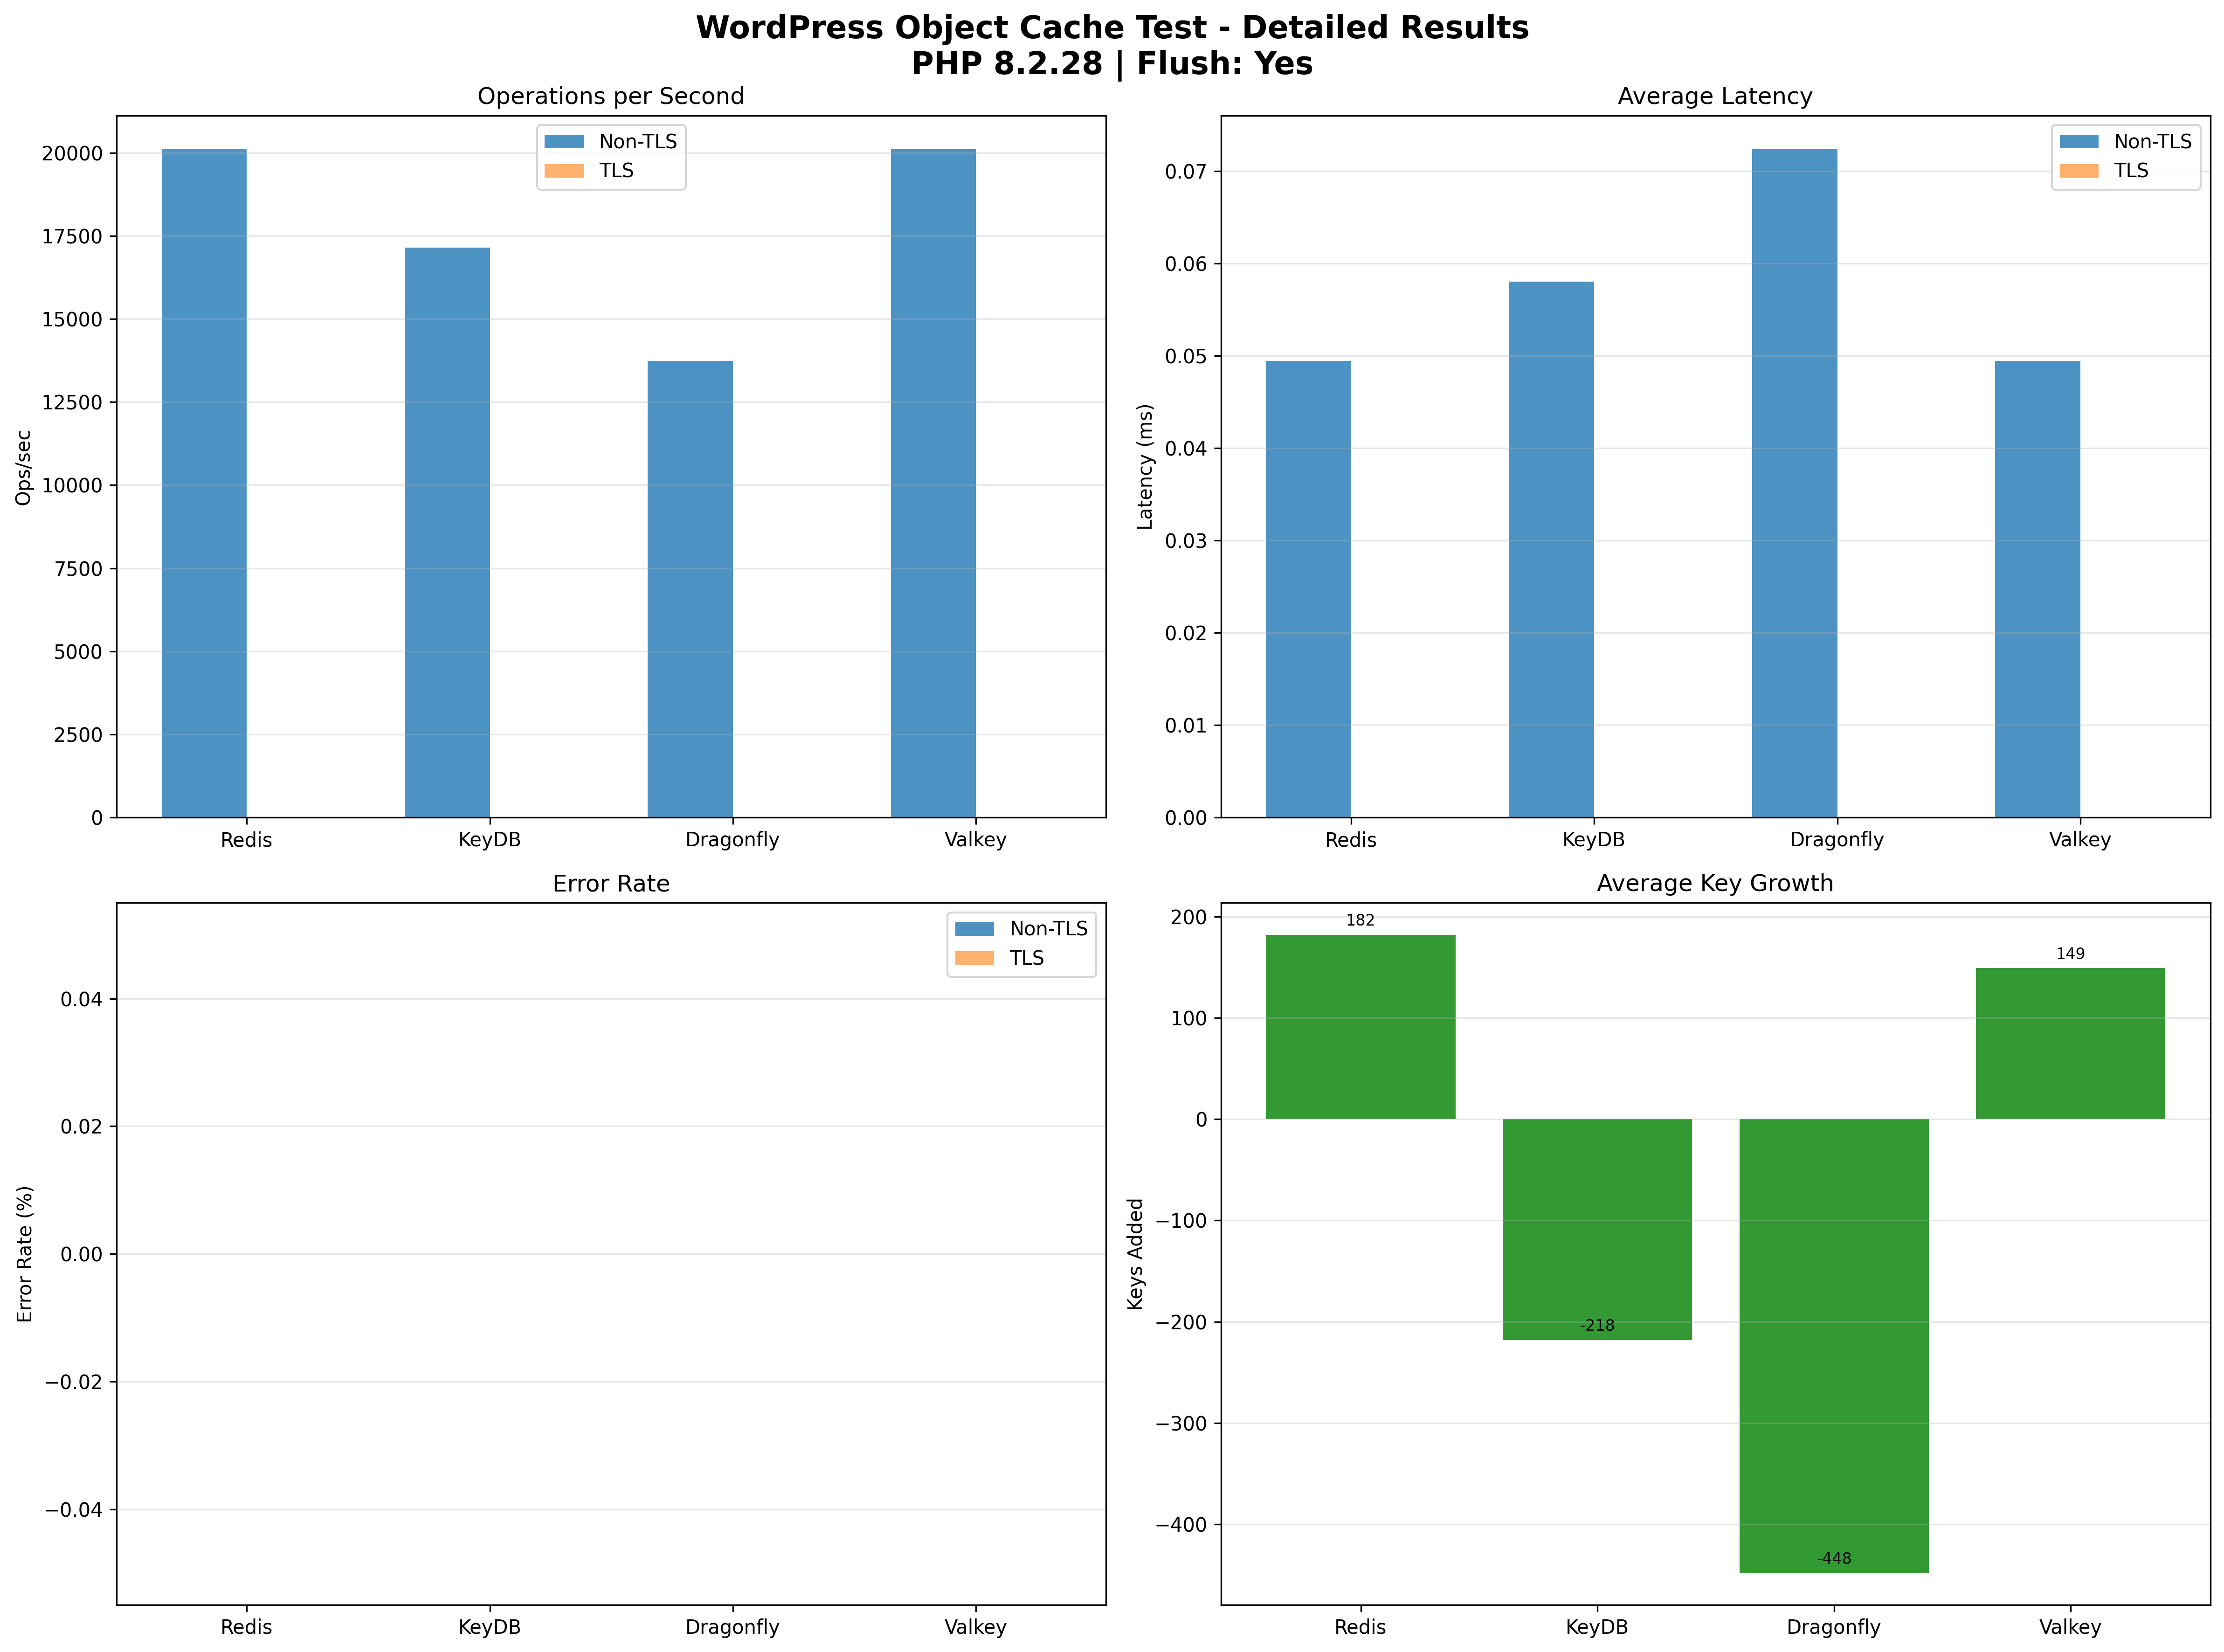 WordPress Object Cache Test - Detailed Results
PHP 8.2.28 | Flush: Yes
Operations per Second
Ops/sec
20000
17500
15000
12500
10000
7500
5000
2500
0
Non-TLS
TLS
Redis KeyDB Dragonfly Valkey
Average Latency
Latency (ms)
0.07
0.06
0.05
0.04
0.03
0.02
0.01
0.00
Non-TLS
TLS
Redis KeyDB Dragonfly Valkey
Error Rate
Error Rate (%)
0.04
0.02
0.00
−0.02
−0.04
Non-TLS
TLS
Redis KeyDB Dragonfly Valkey
Average Key Growth
Keys Added
200
100
0
−100
−200
−300
−400
182
-218
-448
149
Redis KeyDB Dragonfly Valkey